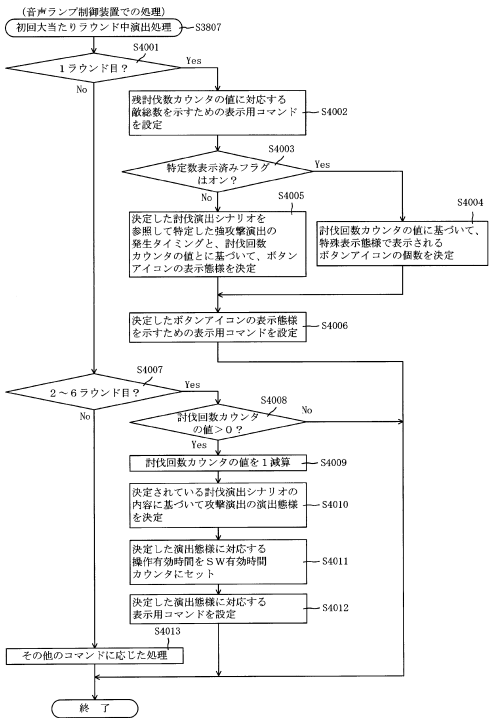 （音声ランプ制御装置での処理）
初回大当たりラウンド中演出処理
S3807
S4001
１ラウンド目？
Yes
No
残討伐数カウンタの値に対応する
敵総数を示すための表示用コマンド
を設定
S4002
S4003
特定数表示済みフラグ
はオン？
Yes
No
S4005
決定した討伐演出シナリオを
参照して特定した強攻撃演出の
発生タイミングと、討伐回数
カウンタの値とに基づいて、ボタン
アイコンの表示態様を決定
S4004
討伐回数カウンタの値に基づいて、
特殊表示態様で表示される
ボタンアイコンの個数を決定
決定したボタンアイコンの表示態様
を示すための表示用コマンドを設定
S4006
S4007
２～６ラウンド目？
Yes
No
S4008
討伐回数カウンタ
の値＞０？
No
Yes
討伐回数カウンタの値を１減算
S4009
決定されている討伐演出シナリオの
内容に基づいて攻撃演出の演出態様
を決定
S4010
決定した演出態様に対応する
操作有効時間をＳＷ有効時間
カウンタにセット
S4011
決定した演出態様に対応する
表示用コマンドを設定
S4012
S4013
その他のコマンドに応じた処理
終 了